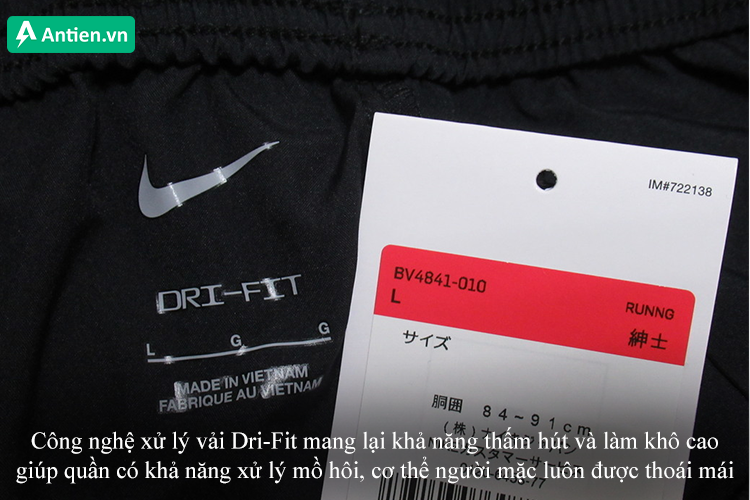 Antien.vn
IM#722138
BV4841-010
L
RUNNG
紳士
サイズ
DRI-FIT
L G G
MADE IN VIETNAM
FABRIQUE AU VIETNAM
胴囲 84~91cm
Công nghệ xử lý vải Dri-Fit mang lại khả năng thấm hút và làm khô cao
giúp quần có khả năng xử lý mồ hôi, cơ thể người mặc luôn được thoái mái